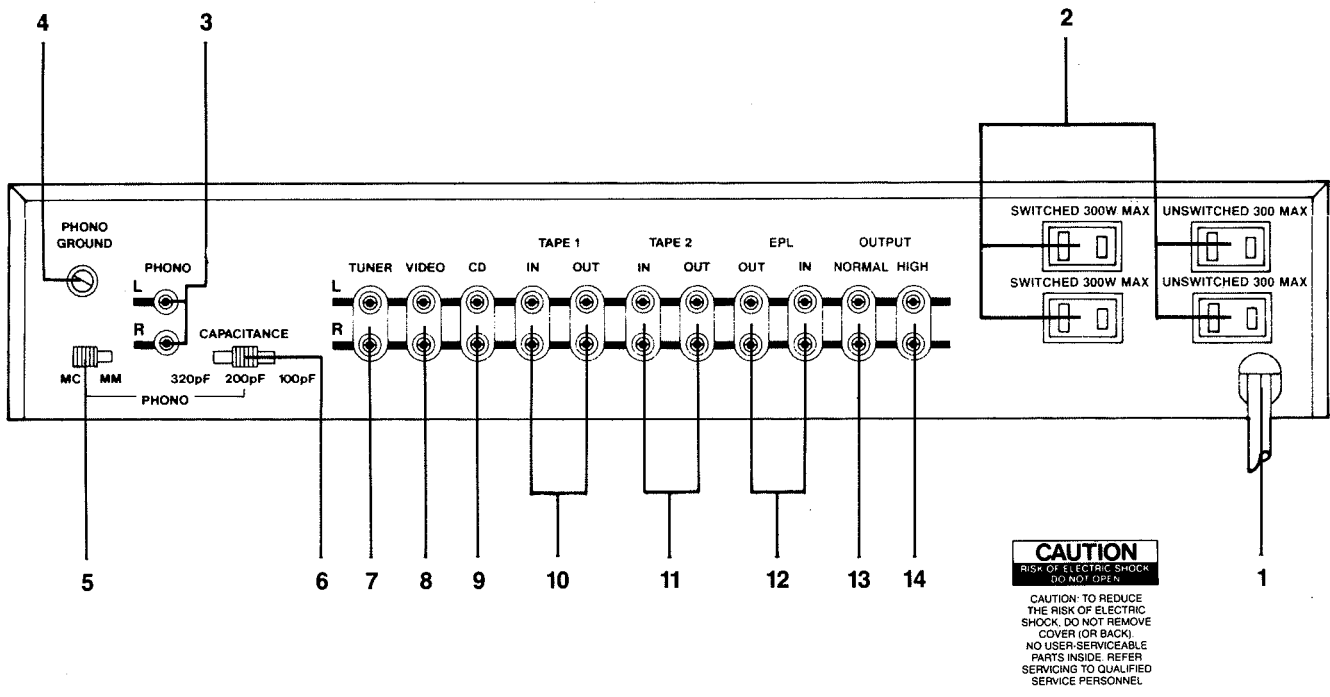 4 3 2
SWITCHED 300W MAX UNSWITCHED 300 MAX
PHONO
GROUND
TAPE 1 TAPE 2 EPL OUTPUT
PHONO TUNER VIDEO CD IN OUT IN OUT OUT IN NORMAL HIGH
L L
SWITCHED 300W MAX UNSWITCHED 300 MAX
R R
CAPACITANCE
MC MM 320pF 200pF 100pF
PHONO
5 6 7 8 9 10 11 12 13 14 1
CAUTION
RISK OF ELECTRIC SHOCK
DO NOT OPEN
CAUTION: TO REDUCE
THE RISK OF ELECTRIC
SHOCK, DO NOT REMOVE
COVER (OR BACK).
NO USER-SERVICEABLE
PARTS INSIDE. REFER
SERVICING TO QUALIFIED
SERVICE PERSONNEL